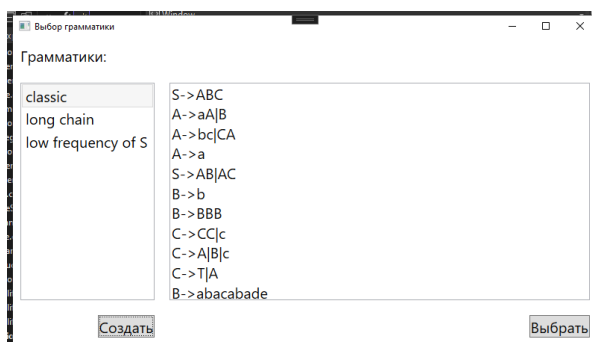 Выбор грамматики
Грамматики:
classic
long chain
low frequency of S
S->ABC
A->aA|B
A->bc|CA
A->a
S->AB|AC
B->b
B->BBB
C->CC|c
C->A|B|c
C->T|A
B->abacabade
Создать
Выбрать